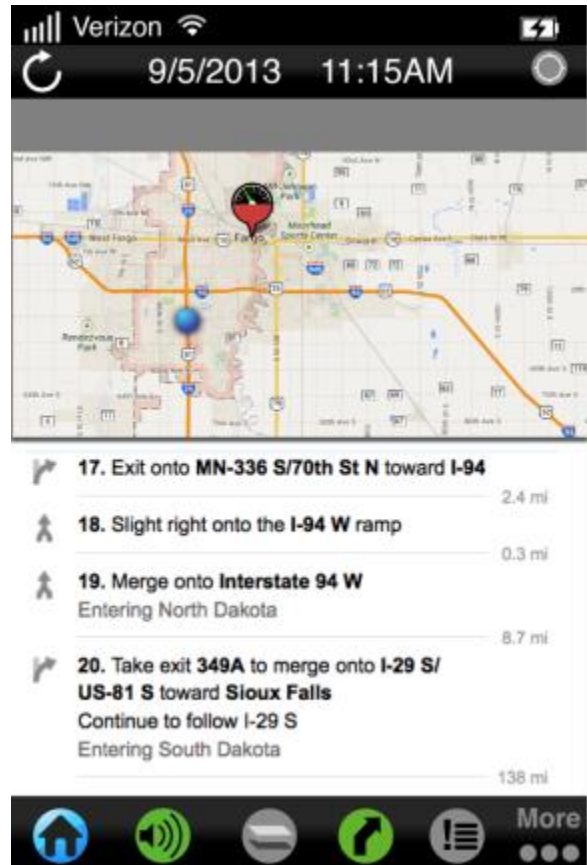 Verizon
9/5/2013 11:15AM
West Fargo
Fargo
Moorhead
Sports Center
Rendezvous
Park
17. Exit onto MN-336 S/70th St N toward I-94
2.4 mi
18. Slight right onto the I-94 W ramp
0.3 mi
19. Merge onto Interstate 94 W
Entering North Dakota
8.7 mi
20. Take exit 349A to merge onto I-29 S/
US-81 S toward Sioux Falls
Continue to follow I-29 S
Entering South Dakota
138 mi
More